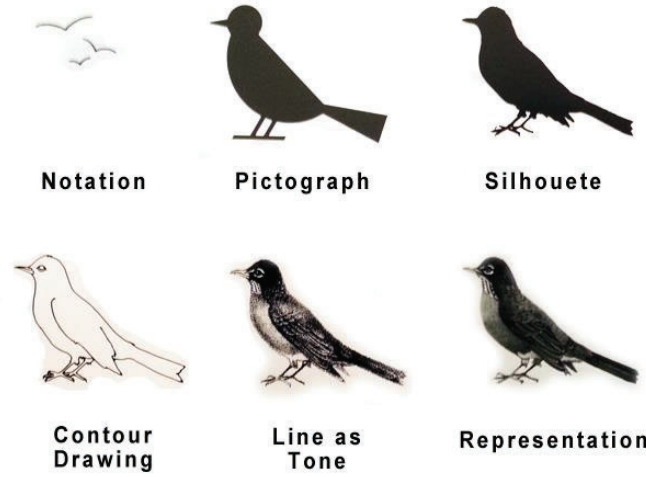 Notation
Pictograph
Silhouete
Contour
Drawing
Line as
Tone
Representation